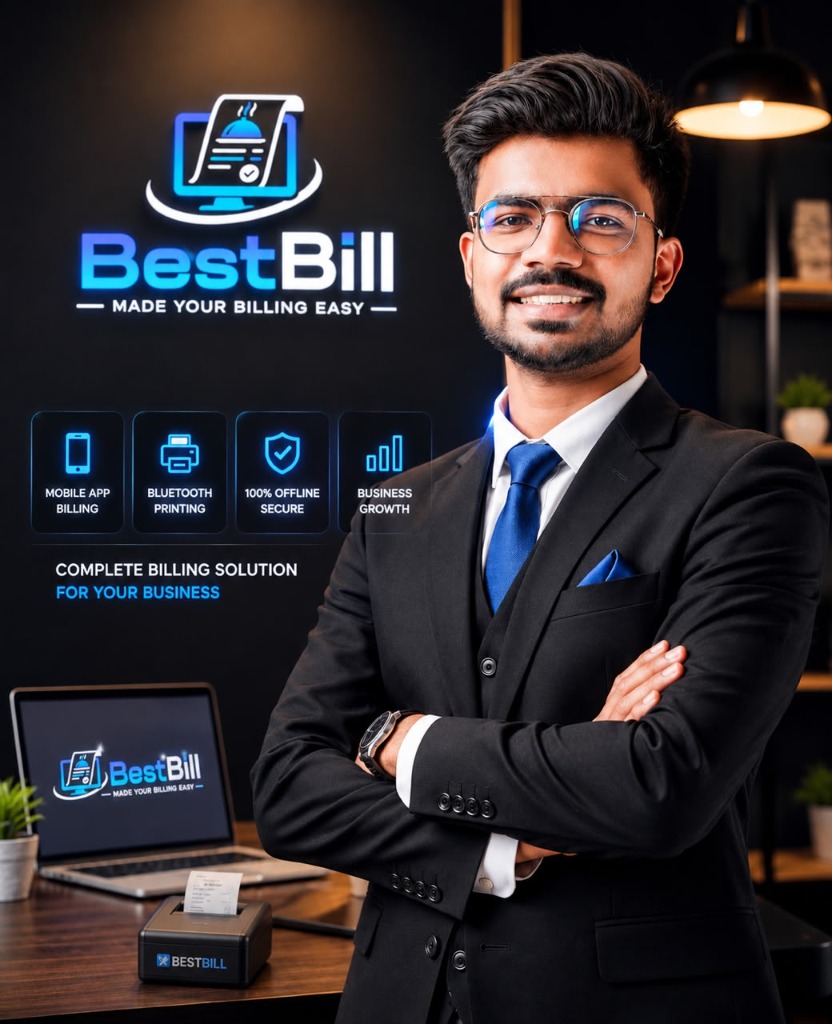 BestBill
MADE YOUR BILLING EASY
MOBILE APP
BILLING
BLUETOOTH
PRINTING
100% OFFLINE
SECURE
BUSINESS
GROWTH
COMPLETE BILLING SOLUTION
FOR YOUR BUSINESS
BestBill
MADE YOUR BILLING EASY
BESTBILL